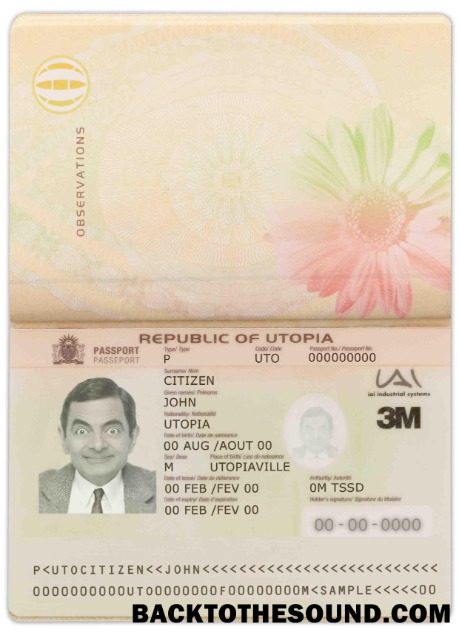 OBSERVATIONS
REPUBLIC OF UTOPIA
PASSPORT
PASSEPORT
Type/ Type
Code/ Code
Passport No./ Passeport No.
P
UTO
000000000
Surname/ Nom
CITIZEN
Given names/ Prénoms
JOHN
Nationality/ Nationalité
UTOPIA
Date of birth/ Date de naissance
00 AUG /AOUT 00
Sex/ Sexe
Place of birth/ Lieu de naissance
M
UTOPIAVILLE
Date of issue/ Date de délivrance
00 FEB /FEV 00
Date of expiry/ Date d'expiration
00 FEB /FEV 00
iai industrial systems
3M
Authority/ Autorité
0M TSSD
Holder's signature/ Signature du titulaire
00-00-0000
P<UTOCITIZEN<<JOHN<<<<<<<<<<<<<<<<<<<<<<<<<<
0000000000UTO0000000F00000000M<SAMPLE<<<<<00
BACKTOTHESOUND.COM